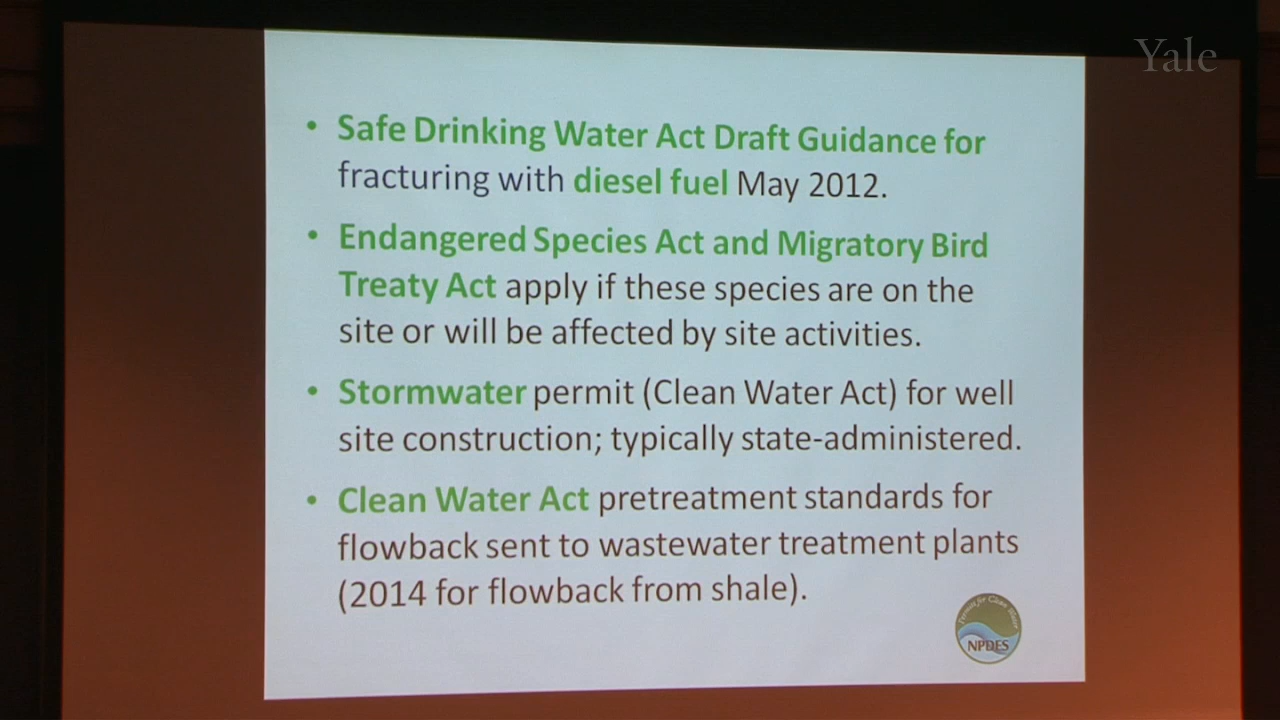 Yale
• Safe Drinking Water Act Draft Guidance for
fracturing with diesel fuel May 2012.
• Endangered Species Act and Migratory Bird
Treaty Act apply if these species are on the
site or will be affected by site activities.
• Stormwater permit (Clean Water Act) for well
site construction; typically state-administered.
• Clean Water Act pretreatment standards for
flowback sent to wastewater treatment plants
(2014 for flowback from shale).
for Clean Water
NPDES